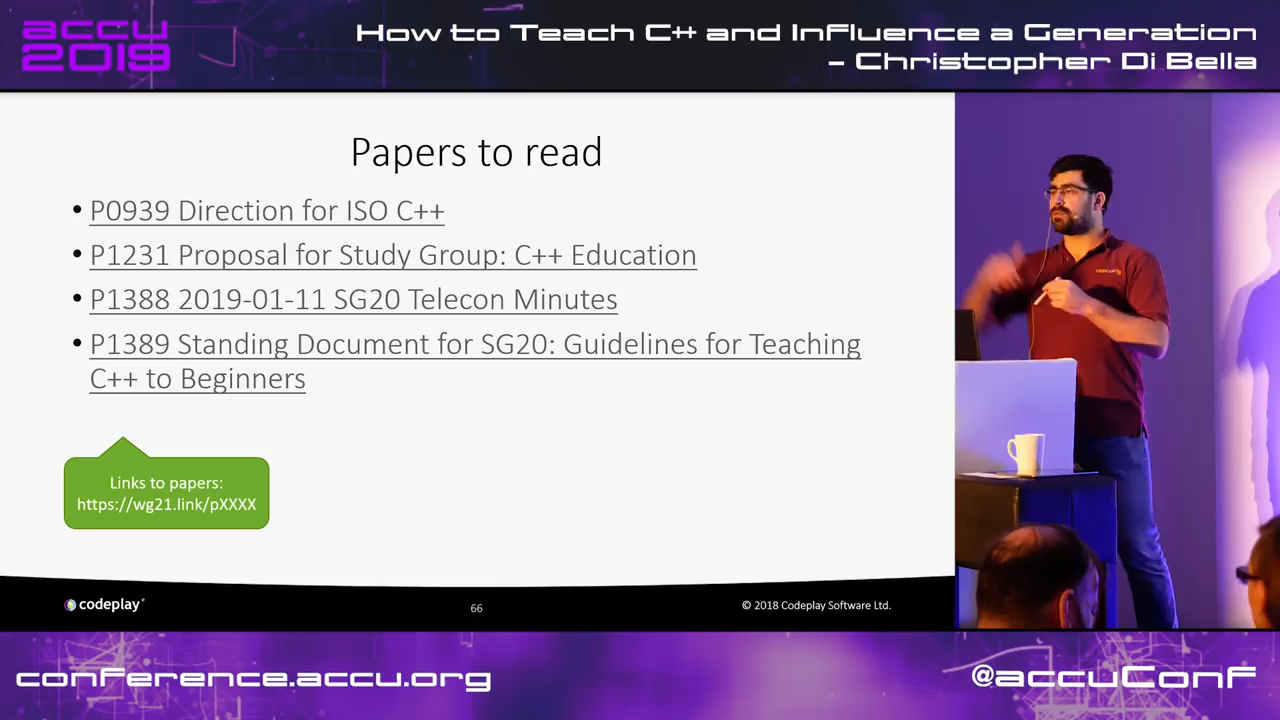 accu
2019
How to Teach C++ and Influence a Generation
– Christopher Di Bella
Papers to read
• P0939 Direction for ISO C++
• P1231 Proposal for Study Group: C++ Education
• P1388 2019-01-11 SG20 Telecon Minutes
• P1389 Standing Document for SG20: Guidelines for Teaching
C++ to Beginners
Links to papers:
https://wg21.link/pXXXX
codeplay®
66
© 2018 Codeplay Software Ltd.
conference.accu.org
@accuConf